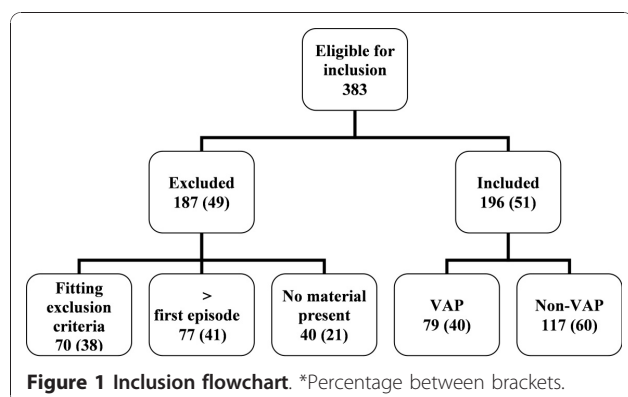 Eligible for
inclusion
383
Excluded
187 (49)
Included
196 (51)
Fitting
exclusion
criteria
70 (38)
>
first episode
77 (41)
No material
present
40 (21)
VAP
79 (40)
Non-VAP
117 (60)
Figure 1 Inclusion flowchart. *Percentage between brackets.